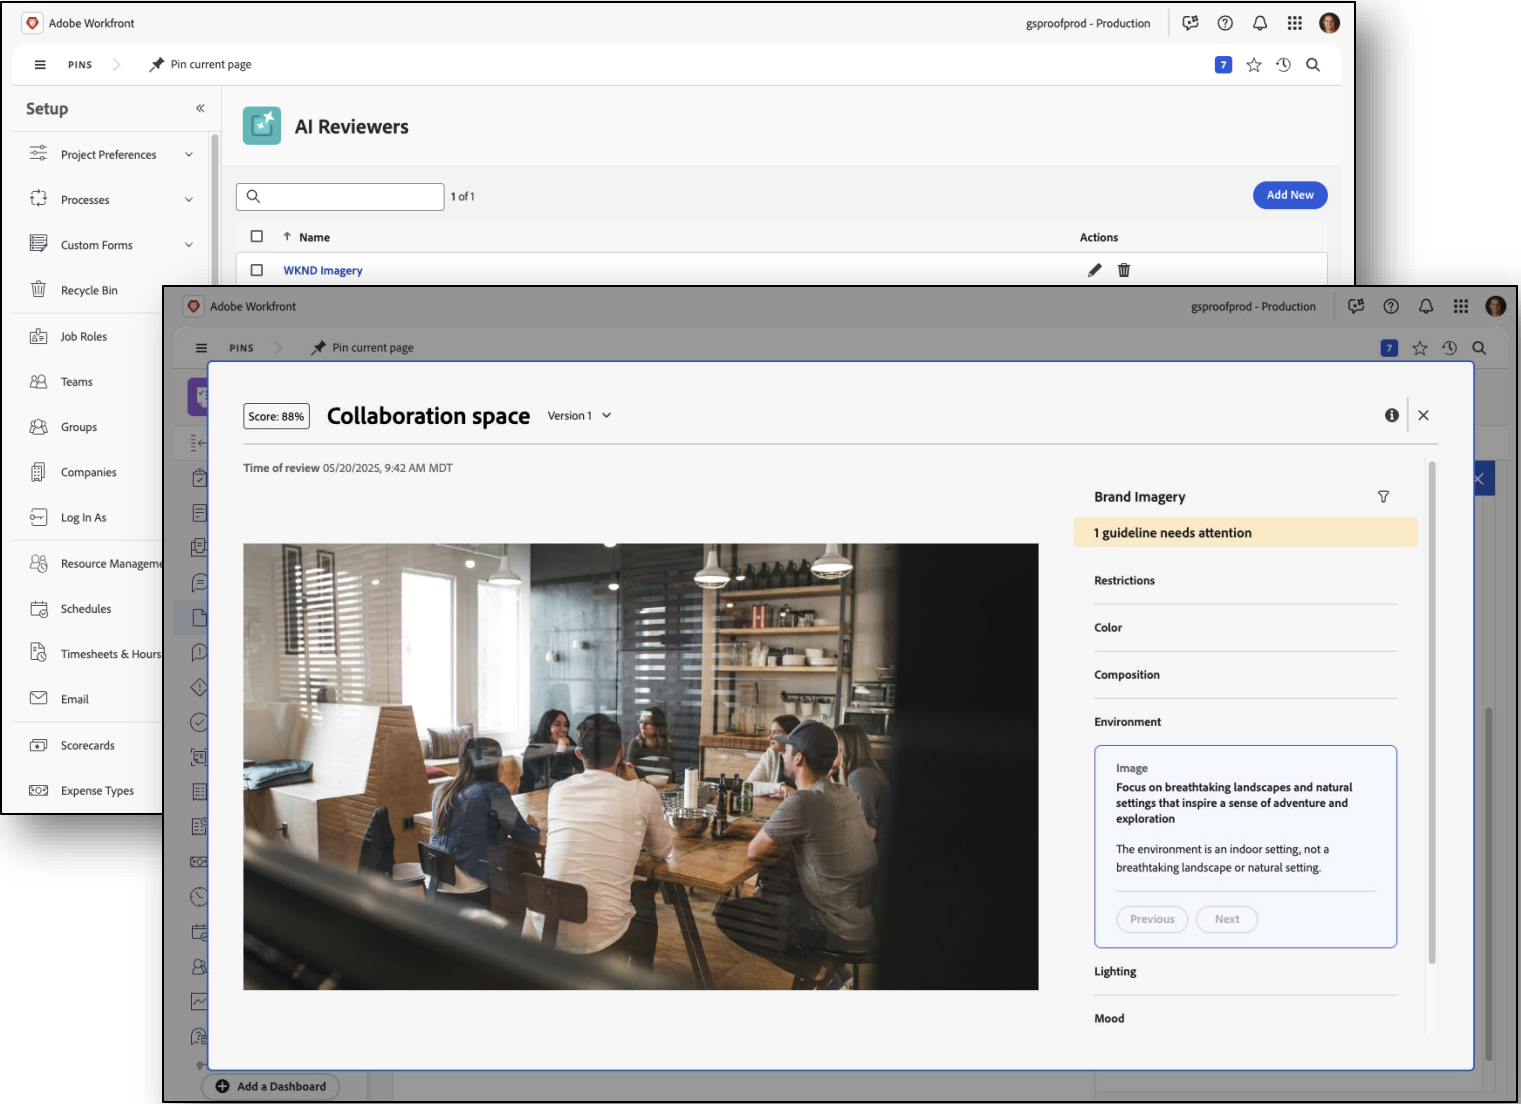 Adobe Workfront
gsproofprod - Production
PINS
Pin current page
7
Setup
AI Reviewers
Project Preferences
Processes
Custom Forms
Recycle Bin
Job Roles
Teams
Groups
Companies
Log In As
Resource Manageme
Schedules
Timesheets & Hours
Email
Scorecards
Expense Types
1 of 1
Add New
Name
Actions
WKND Imagery
Adobe Workfront
gsproofprod - Production
PINS
Pin current page
7
Score: 88%
Collaboration space
Version 1
Time of review 05/20/2025, 9:42 AM MDT
Brand Imagery
1 guideline needs attention
Restrictions
Color
Composition
Environment
Image
Focus on breathtaking landscapes and natural
settings that inspire a sense of adventure and
exploration
The environment is an indoor setting, not a
breathtaking landscape or natural setting.
Previous
Next
Lighting
Mood
Add a Dashboard